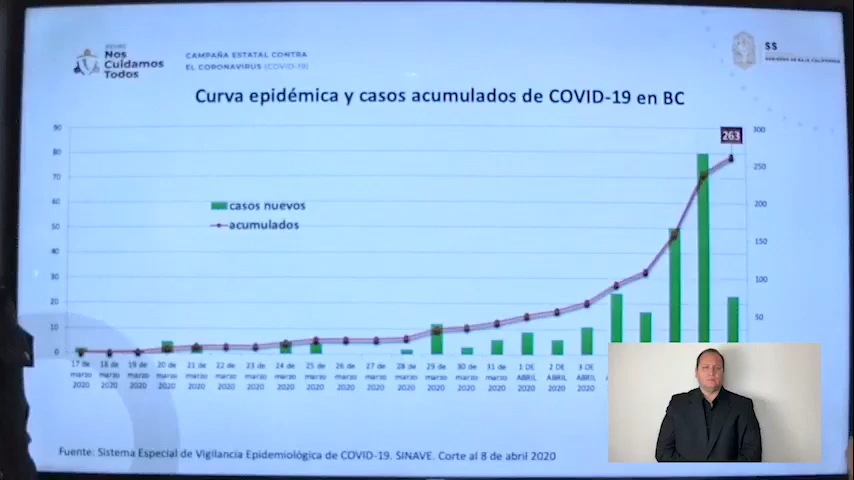 Nos
Cuidamos
Todos
CAMPAÑA ESTATAL CONTRA
EL CORONAVIRUS (COVID-19)
SS
GOBIERNO DE BAJA CALIFORNIA
Curva epidémica y casos acumulados de COVID-19 en BC
90
80
70
60
50
40
30
20
10
0
300
250
200
150
100
50
263
casos nuevos
acumulados
17 de marzo 2020
18 de marzo 2020
19 de marzo 2020
20 de marzo 2020
21 de marzo 2020
22 de marzo 2020
23 de marzo 2020
24 de marzo 2020
25 de marzo 2020
26 de marzo 2020
27 de marzo 2020
28 de marzo 2020
29 de marzo 2020
30 de marzo 2020
31 de marzo 2020
1 DE ABRIL 2020
2 DE ABRIL 2020
3 DE ABRIL 2020
Fuente: Sistema Especial de Vigilancia Epidemiológica de COVID-19. SINAVE. Corte al 8 de abril 2020